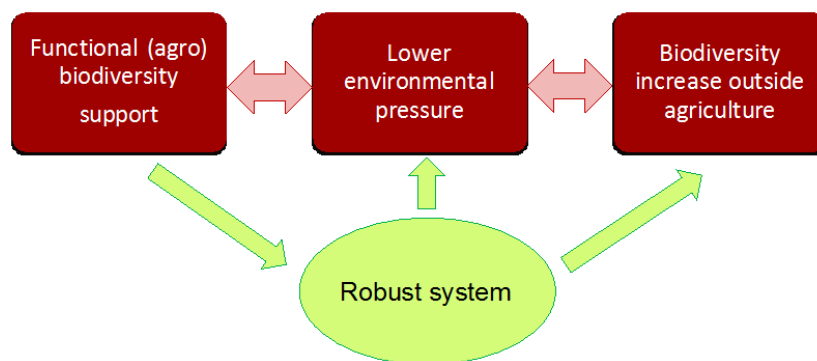 Functional (agro)
biodiversity
support
Lower
environmental
pressure
Biodiversity
increase outside
agriculture
Robust system